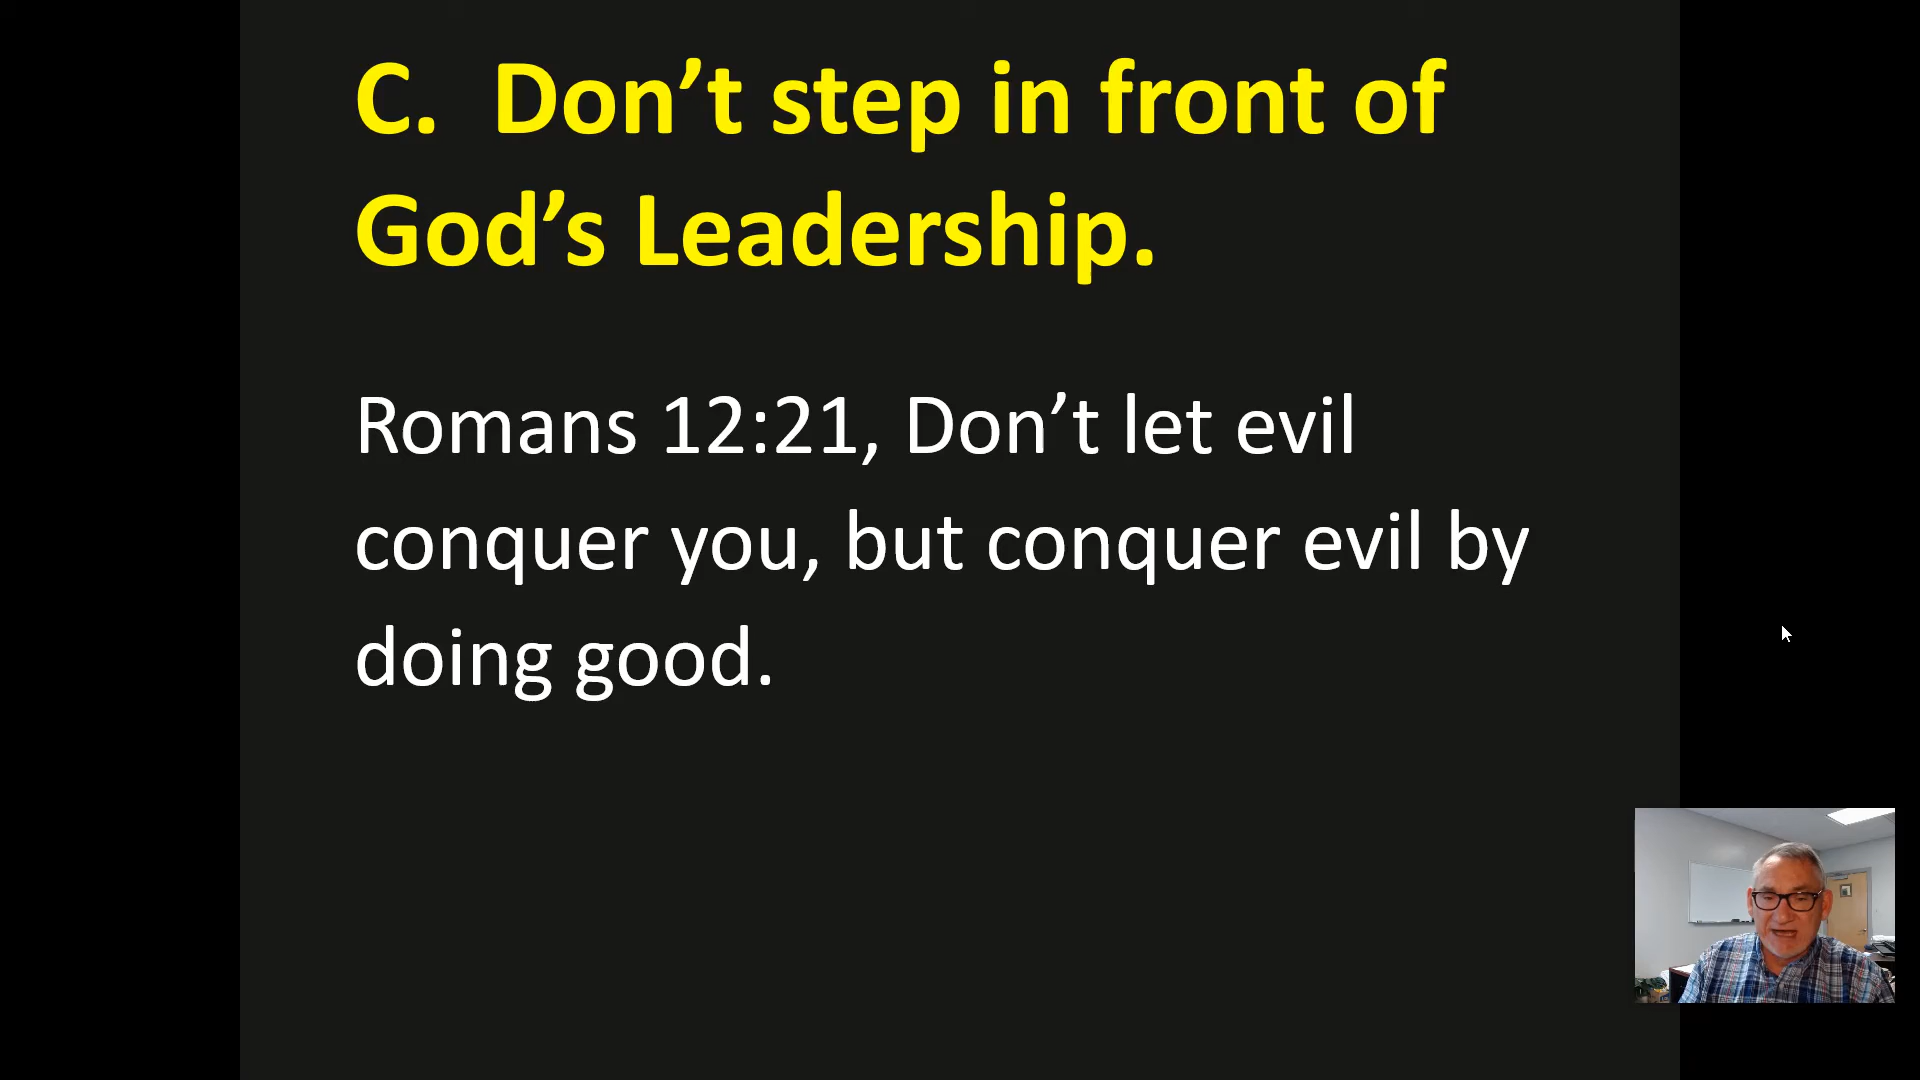 C.  Don’t step in front of
God’s Leadership.
Romans 12:21, Don’t let evil
conquer you, but conquer evil by
doing good.